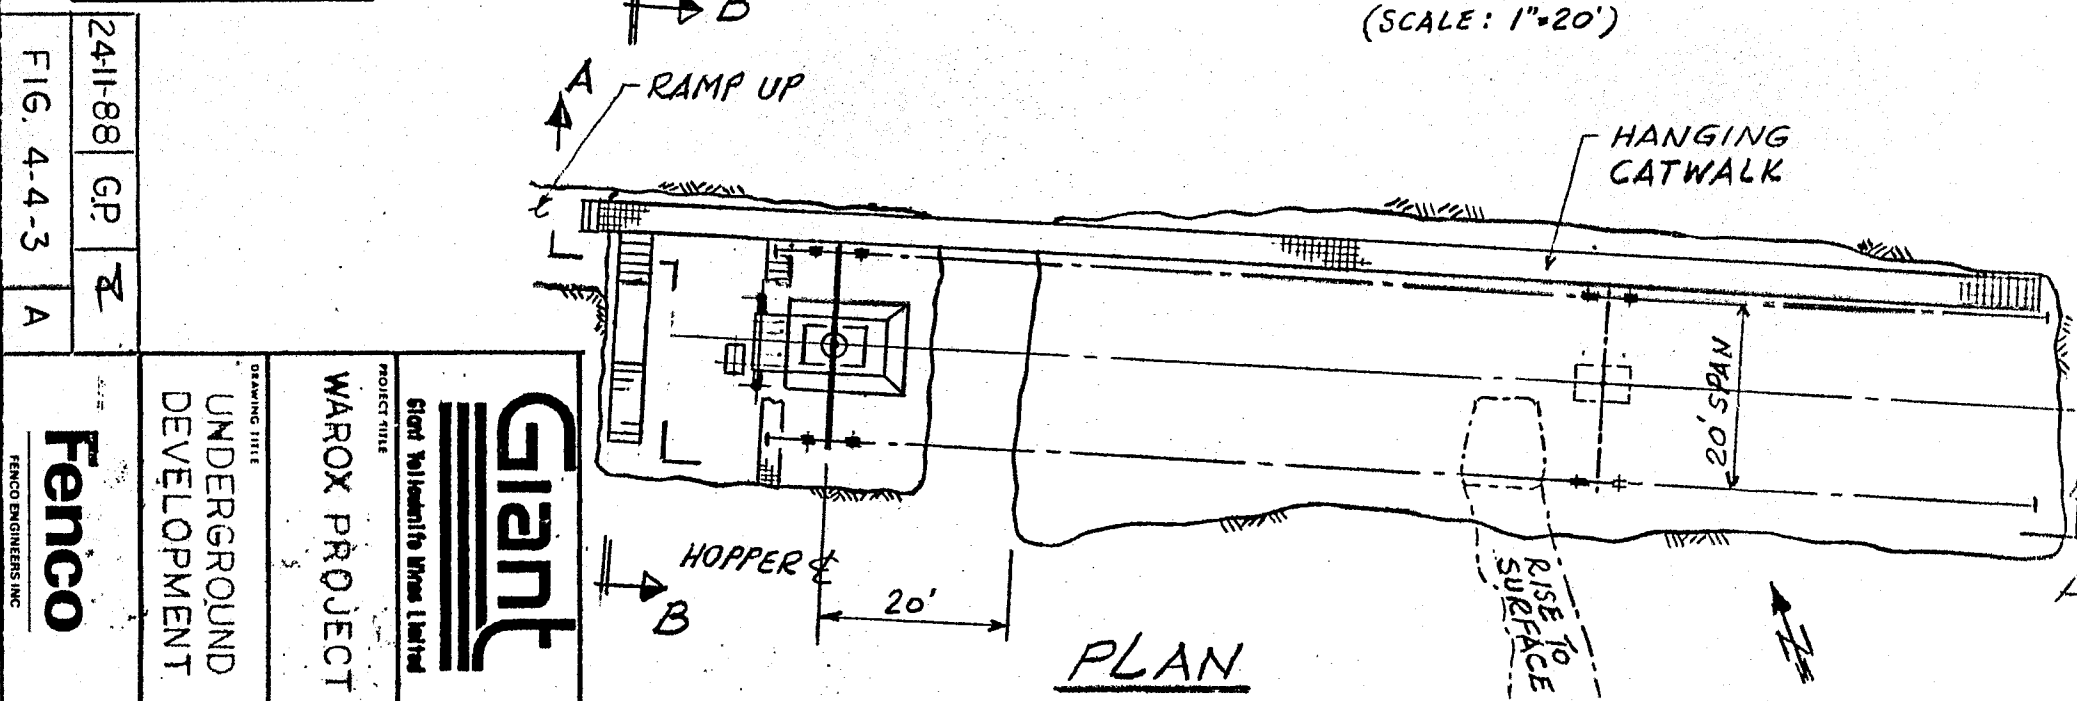 B
(SCALE: 1"=20')
A
RAMP UP
HANGING
CATWALK
20' SPAN
HOPPER ℄
20'
B
PLAN
RISE TO
SURFACE
N
24-11-88
G.P.
FIG. 4-4-3
A
Giant
Giant Yellowknife Mines Limited
PROJECT TITLE
WAROX PROJECT
DRAWING TITLE
UNDERGROUND
DEVELOPMENT
Fenco
FENCO ENGINEERS INC